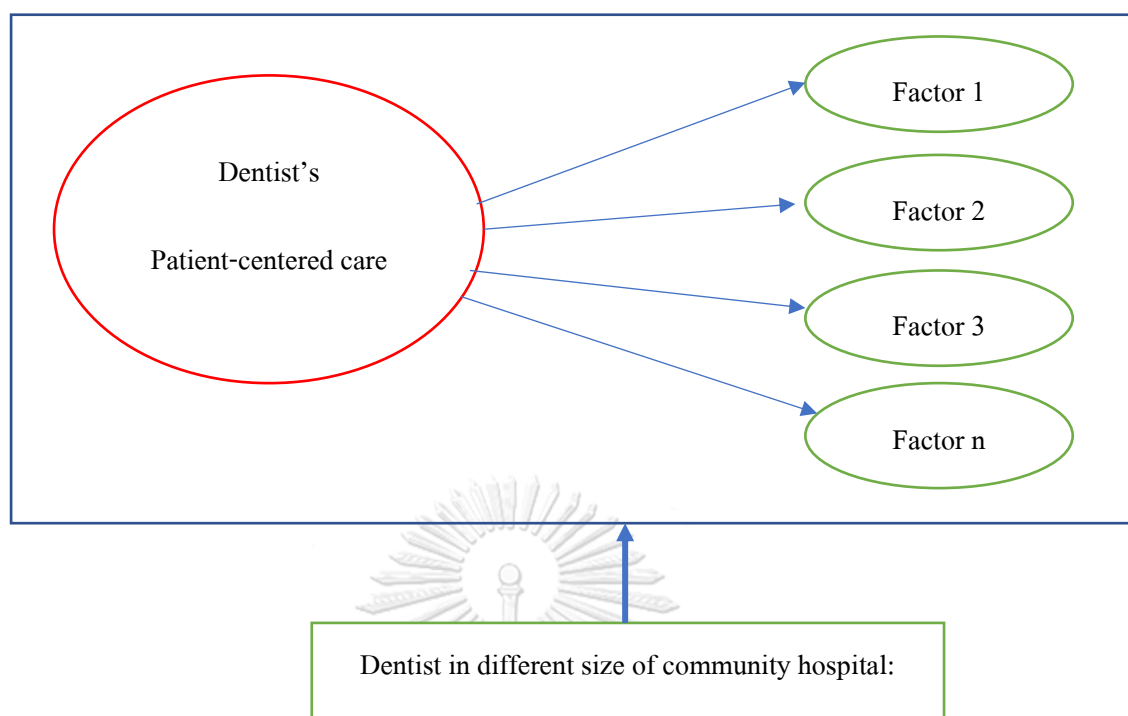 Dentist’s
Patient-centered care
Factor 1
Factor 2
Factor 3
Factor n
Dentist in different size of community hospital: